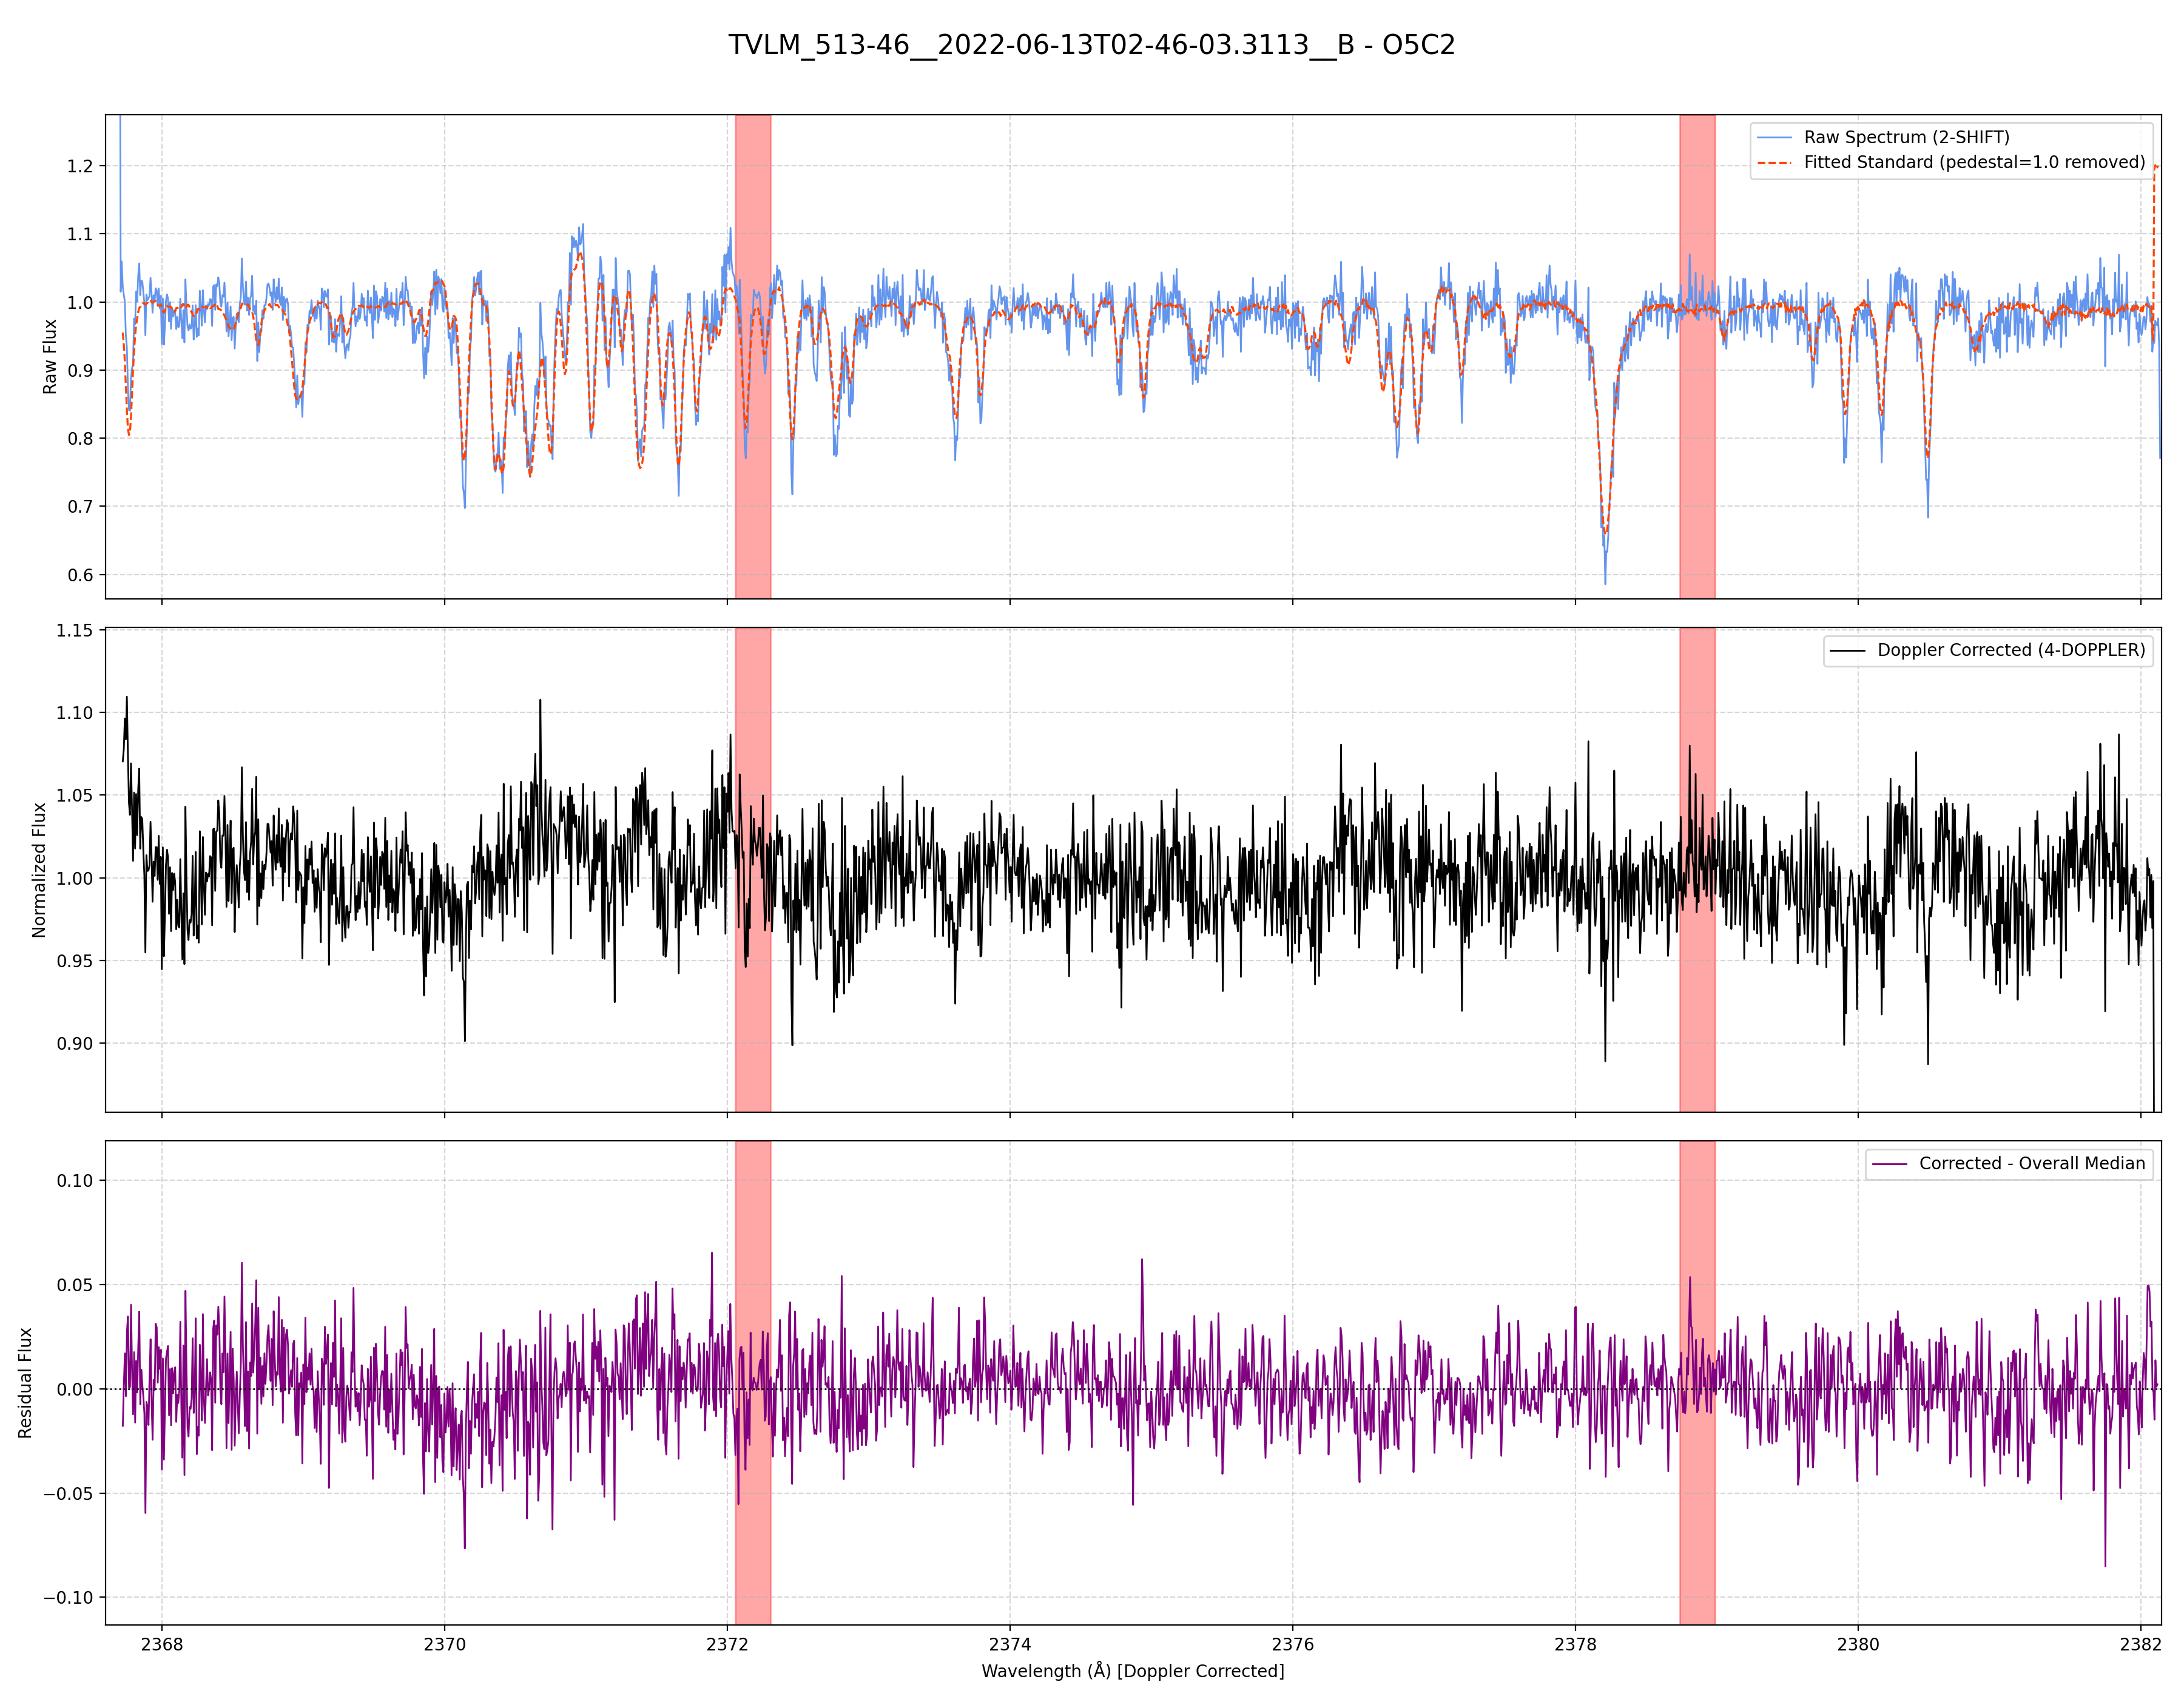 TVLM_513-46__2022-06-13T02-46-03.3113__B - O5C2
Raw Flux
1.2
1.1
1.0
0.9
0.8
0.7
0.6
Raw Spectrum (2-SHIFT)
Fitted Standard (pedestal=1.0 removed)
Normalized Flux
1.15
1.10
1.05
1.00
0.95
0.90
Doppler Corrected (4-DOPPLER)
Residual Flux
0.10
0.05
0.00
−0.05
−0.10
Corrected - Overall Median
2368 2370 2372 2374 2376 2378 2380 2382
Wavelength (Å) [Doppler Corrected]